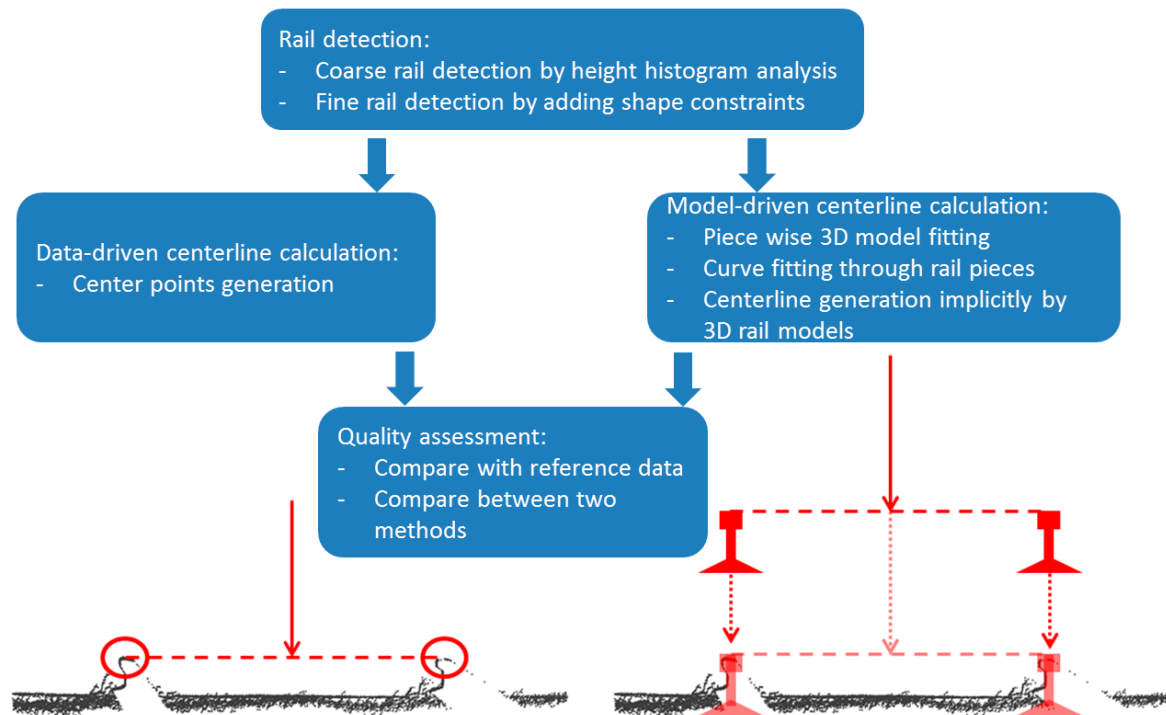 Rail detection:
- Coarse rail detection by height histogram analysis
- Fine rail detection by adding shape constraints
Data-driven centerline calculation:
- Center points generation
Model-driven centerline calculation:
- Piece wise 3D model fitting
- Curve fitting through rail pieces
- Centerline generation implicitly by
3D rail models
Quality assessment:
- Compare with reference data
- Compare between two
methods